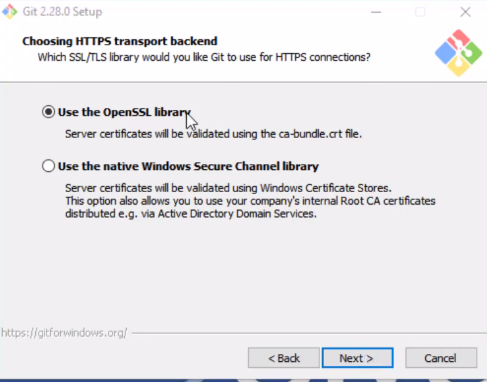 Git 2.28.0 Setup
Choosing HTTPS transport backend
Which SSL/TLS library would you like Git to use for HTTPS connections?
Use the OpenSSL library
Server certificates will be validated using the ca-bundle.crt file.
Use the native Windows Secure Channel library
Server certificates will be validated using Windows Certificate Stores.
This option also allows you to use your company's internal Root CA certificates
distributed e.g. via Active Directory Domain Services.
https://gitforwindows.org/
< Back Next > Cancel